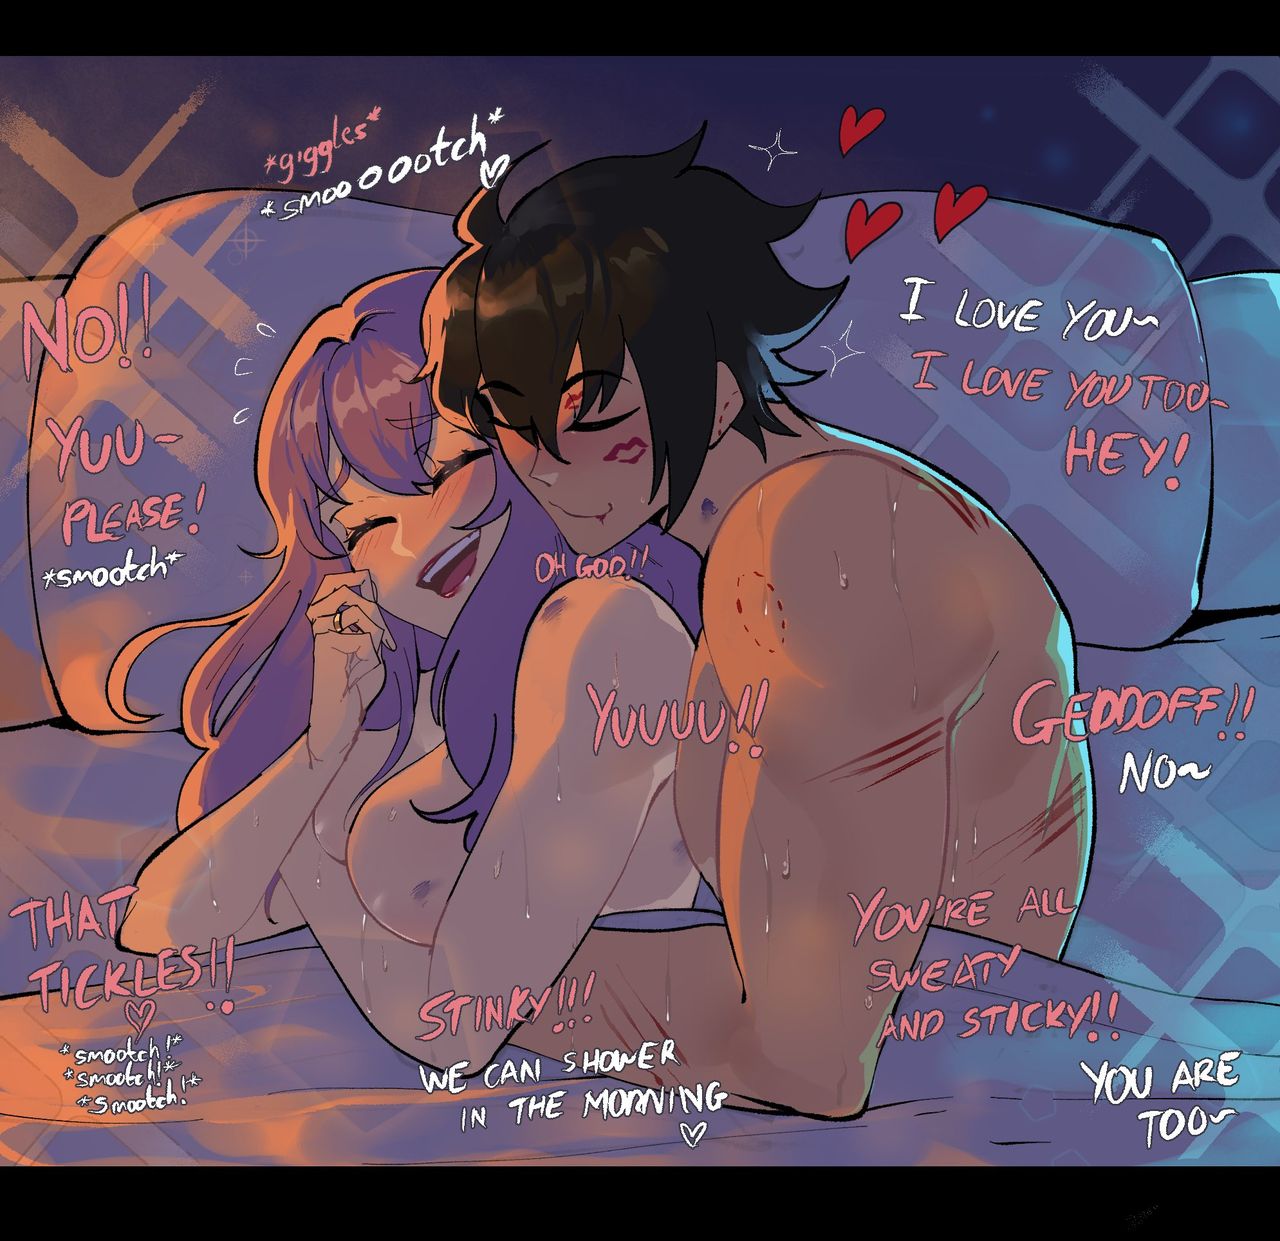 *giggles*
*smooooootch*
NO!!
YUU~
PLEASE!
*smootch*
I LOVE YOU~
I LOVE YOU TOO~
HEY!
OH GOD!!
YUUUU!!
GEDDOFF!!
NO~
THAT
TICKLES!!
*smootch!*
*smootch!*
*smootch!*
STINKY!!!
WE CAN SHOWER
IN THE MORNING
YOU'RE ALL
SWEATY
AND STICKY!!
YOU ARE
TOO~